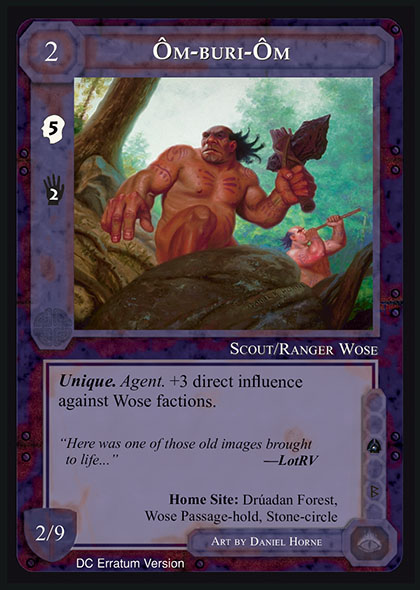 2
ÔM-BURI-ÔM
5
2
SCOUT/RANGER WOSE
Unique. Agent. +3 direct influence
against Wose factions.
“Here was one of those old images brought
to life...”
—LotRV
Home Site: Drúadan Forest,
Wose Passage-hold, Stone-circle
2/9
ART BY DANIEL HORNE
DC Erratum Version